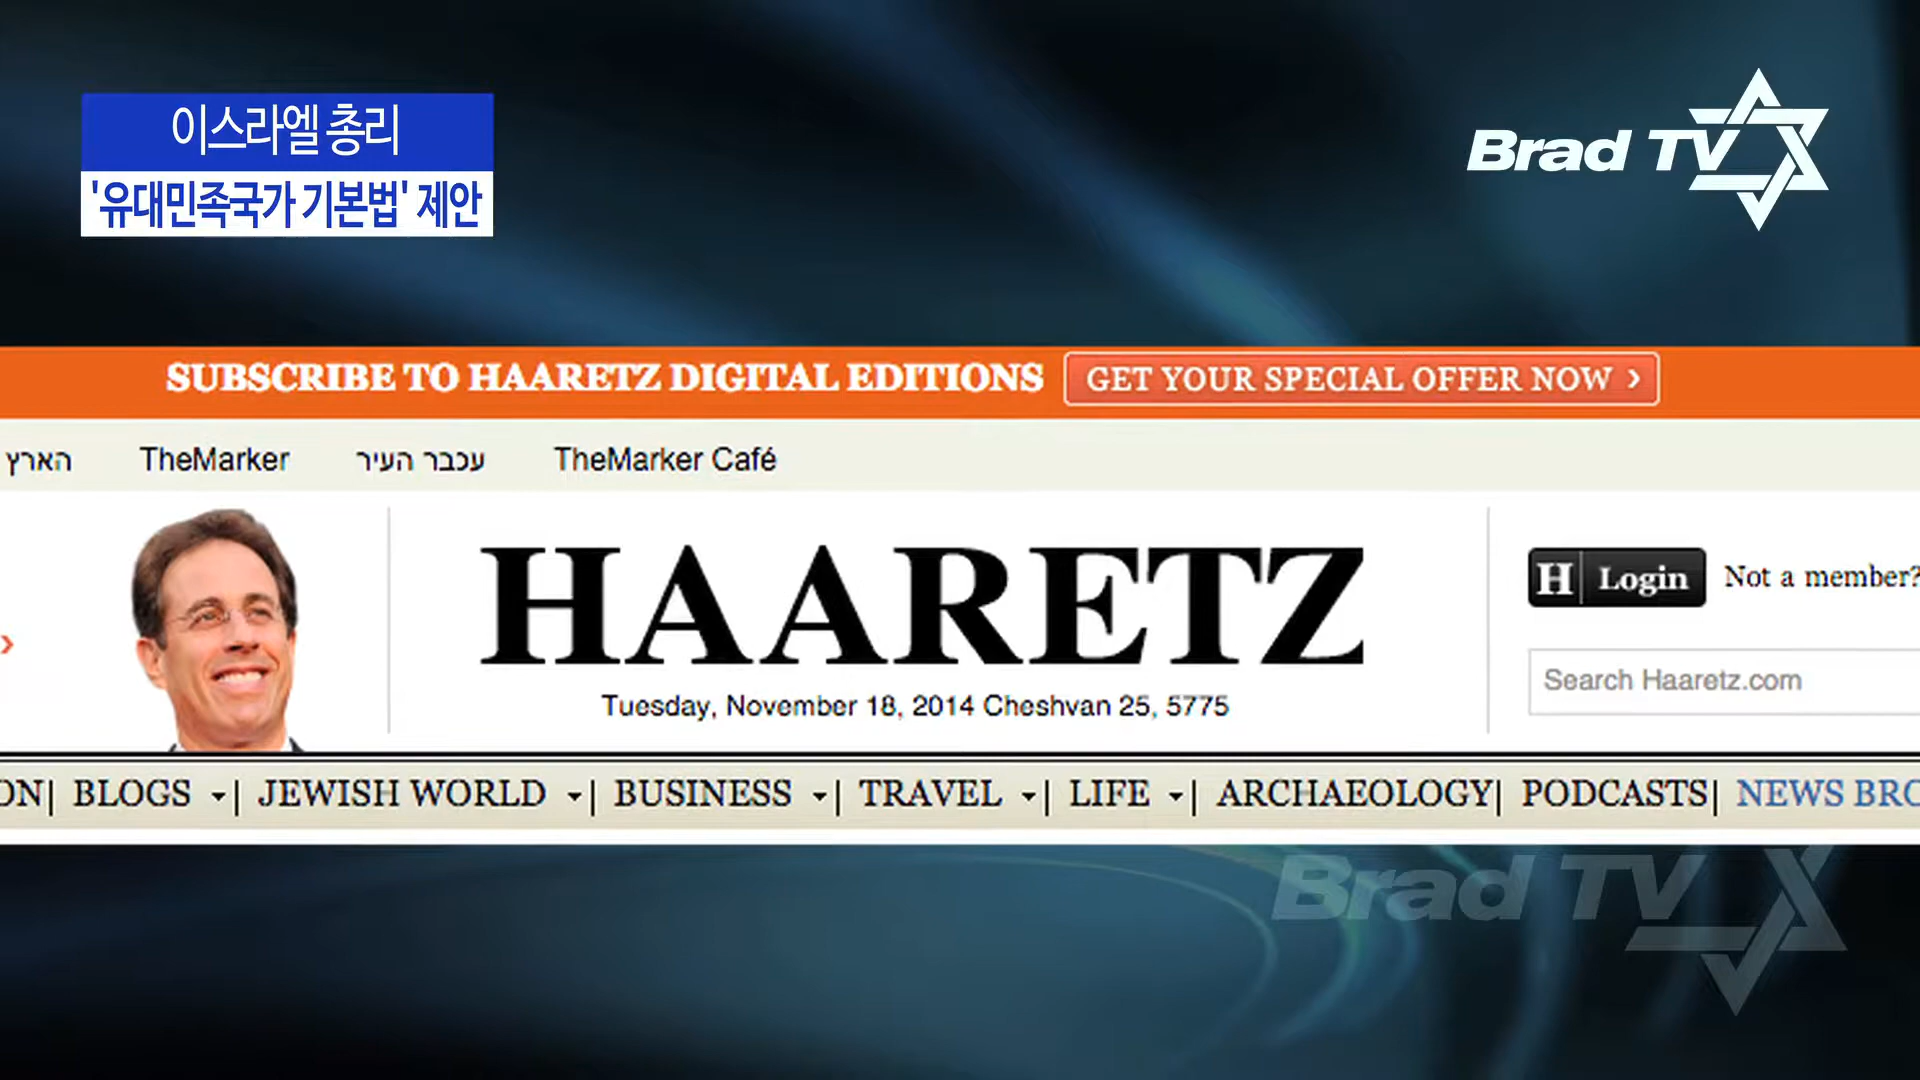 이스라엘 총리
'유대민족국가 기본법' 제안
Brad TV
SUBSCRIBE TO HAARETZ DIGITAL EDITIONS GET YOUR SPECIAL OFFER NOW ›
הארץ TheMarker עכבר העיר TheMarker Café
HAARETZ
Tuesday, November 18, 2014 Cheshvan 25, 5775
H Login Not a member?
Search Haaretz.com
ON| BLOGS | JEWISH WORLD | BUSINESS | TRAVEL | LIFE | ARCHAEOLOGY| PODCASTS| NEWS BRO
Brad TV